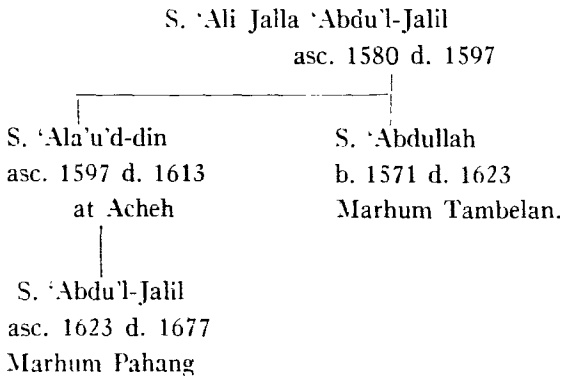 S. ‘Ali Jalla ‘Abdu'l-Jalil
asc. 1580 d. 1597
S. ‘Ala'u'd-din
asc. 1597 d. 1613
at Acheh
S. ‘Abdullah
b. 1571 d. 1623
Marhum Tambelan.
S. ‘Abdu'l-Jalil
asc. 1623 d. 1677
Marhum Pahang